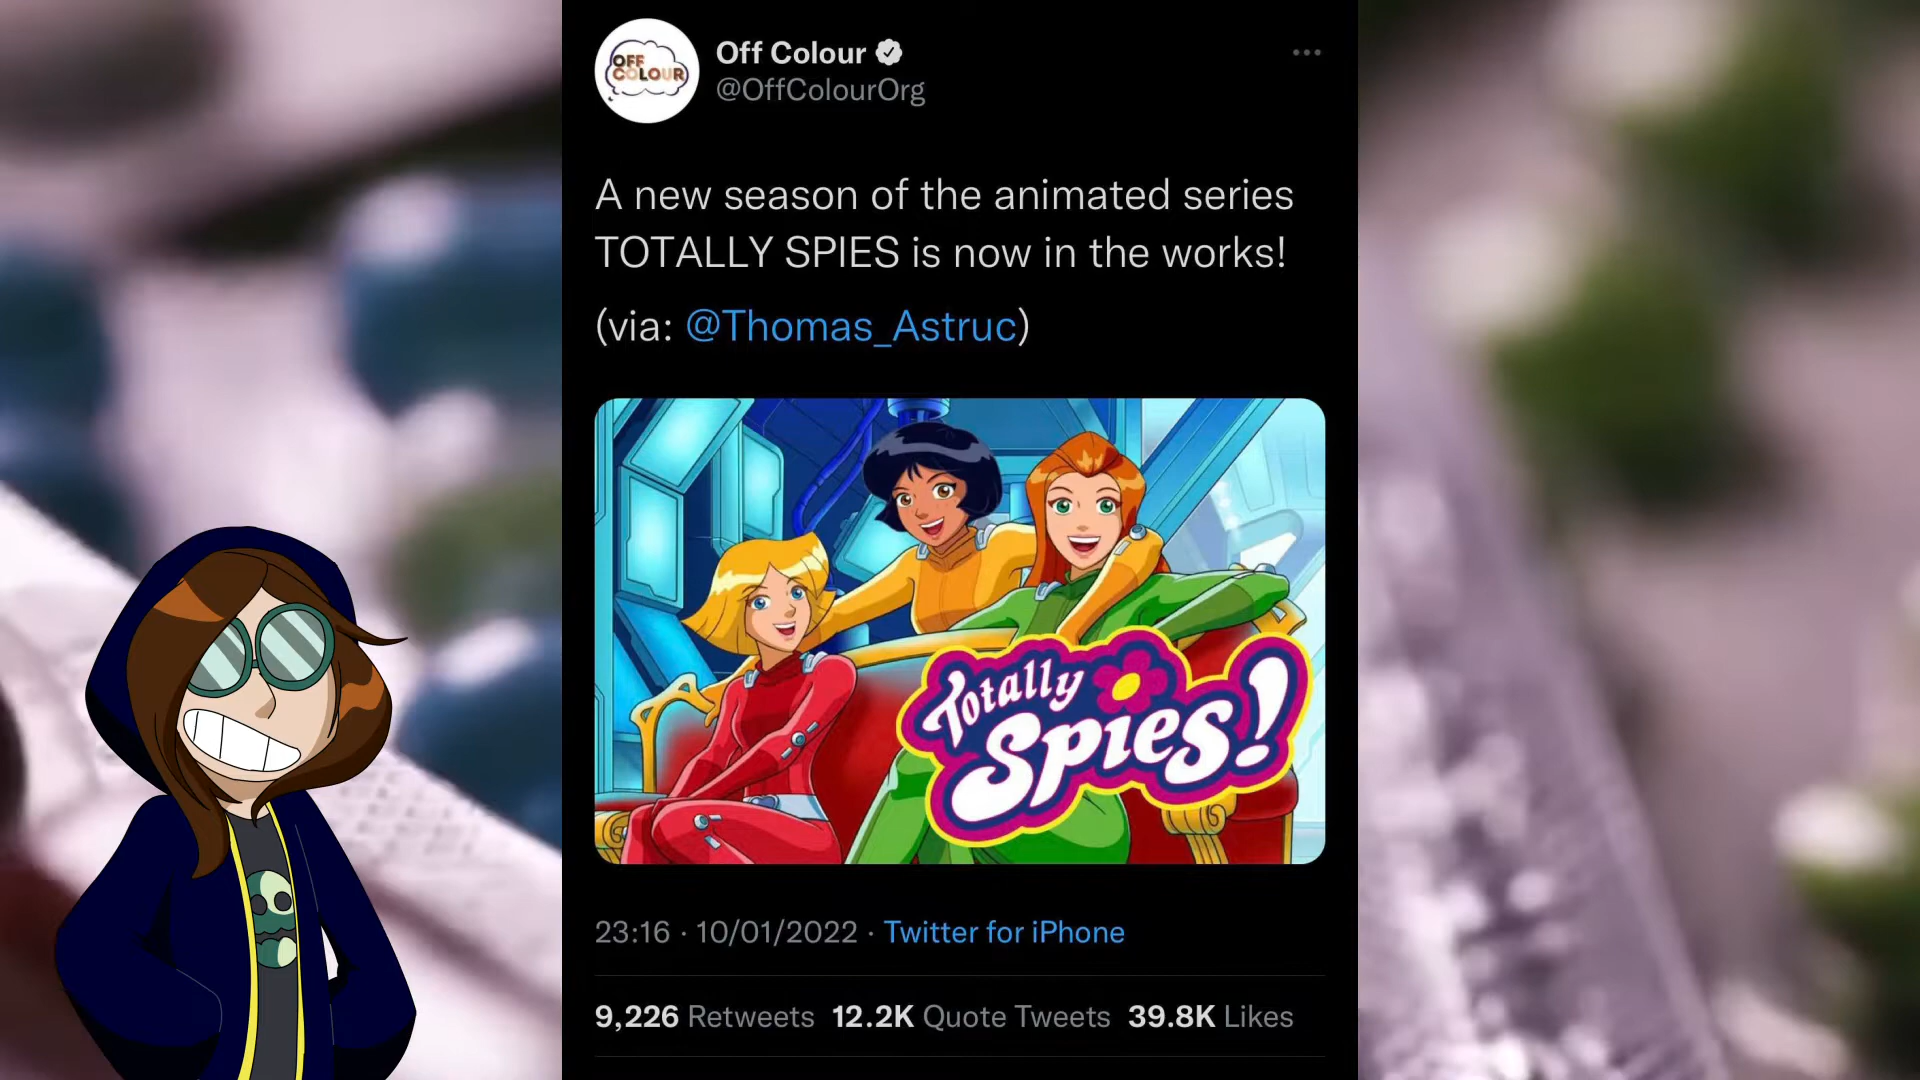 OFF
COLOUR
Off Colour
@OffColourOrg
A new season of the animated series
TOTALLY SPIES is now in the works!
(via: @Thomas_Astruc)
Totally
Spies!
23:16 · 10/01/2022 · Twitter for iPhone
9,226 Retweets 12.2K Quote Tweets 39.8K Likes